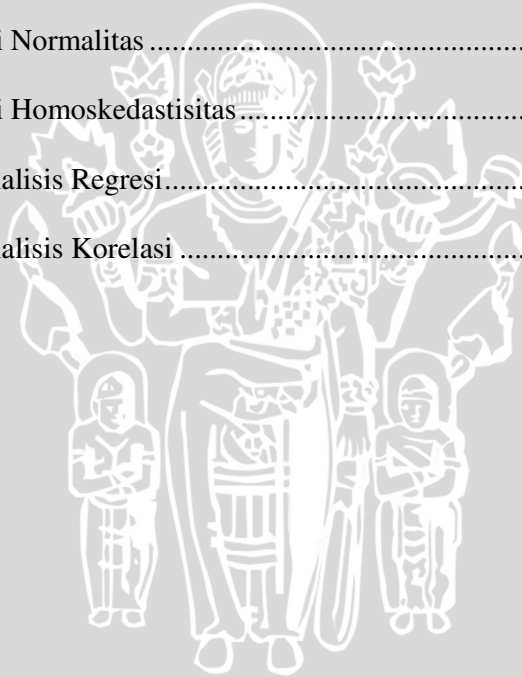 i Normalitas ..................................................
i Homoskedastisitas ......................................
alisis Regresi................................................
alisis Korelasi ..............................................